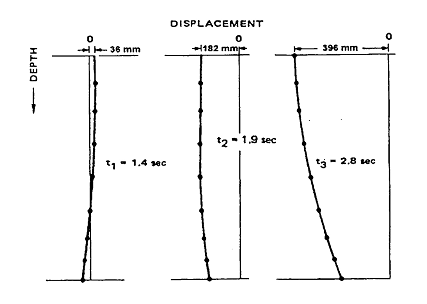 DISPLACEMENT
0
36 mm
182 mm
0
396 mm
0
DEPTH
t1 = 1.4 sec
t2 = 1.9 sec
t3 = 2.8 sec